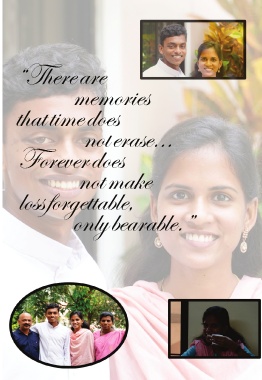 "There are
memories
that time does
not erase...
Forever does
not make
loss forgettable,
only bearable."